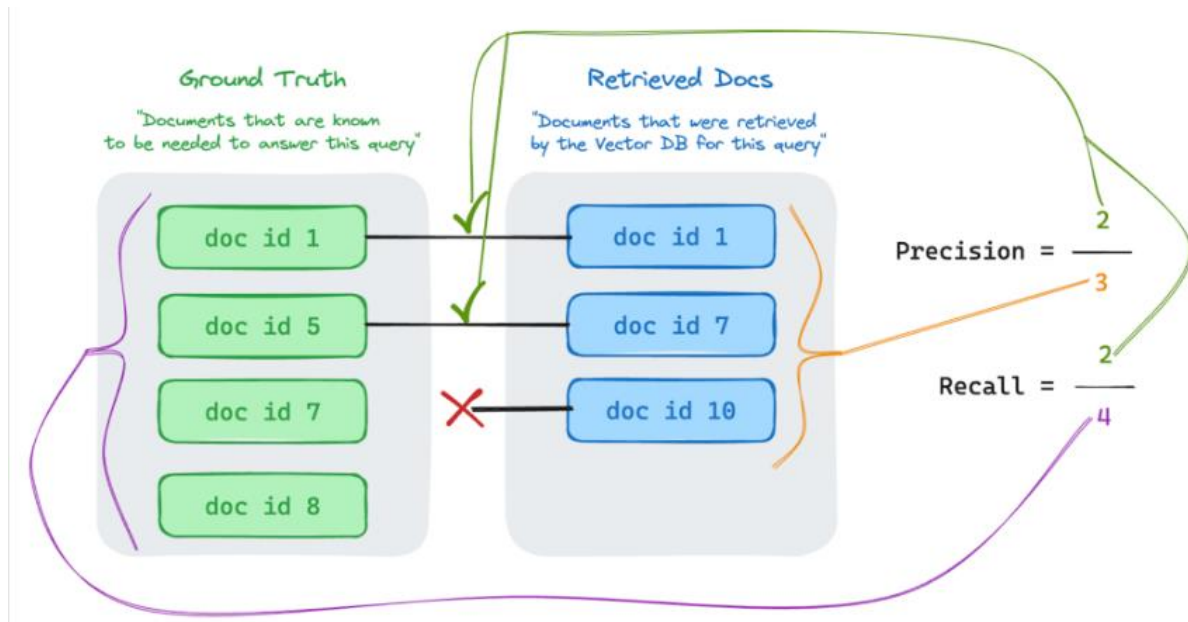 Ground Truth
"Documents that are known
to be needed to answer this query"
doc id 1
doc id 5
doc id 7
doc id 8
Retrieved Docs
"Documents that were retrieved
by the Vector DB for this query"
doc id 1
doc id 7
doc id 10
Precision =
2
3
Recall =
2
4